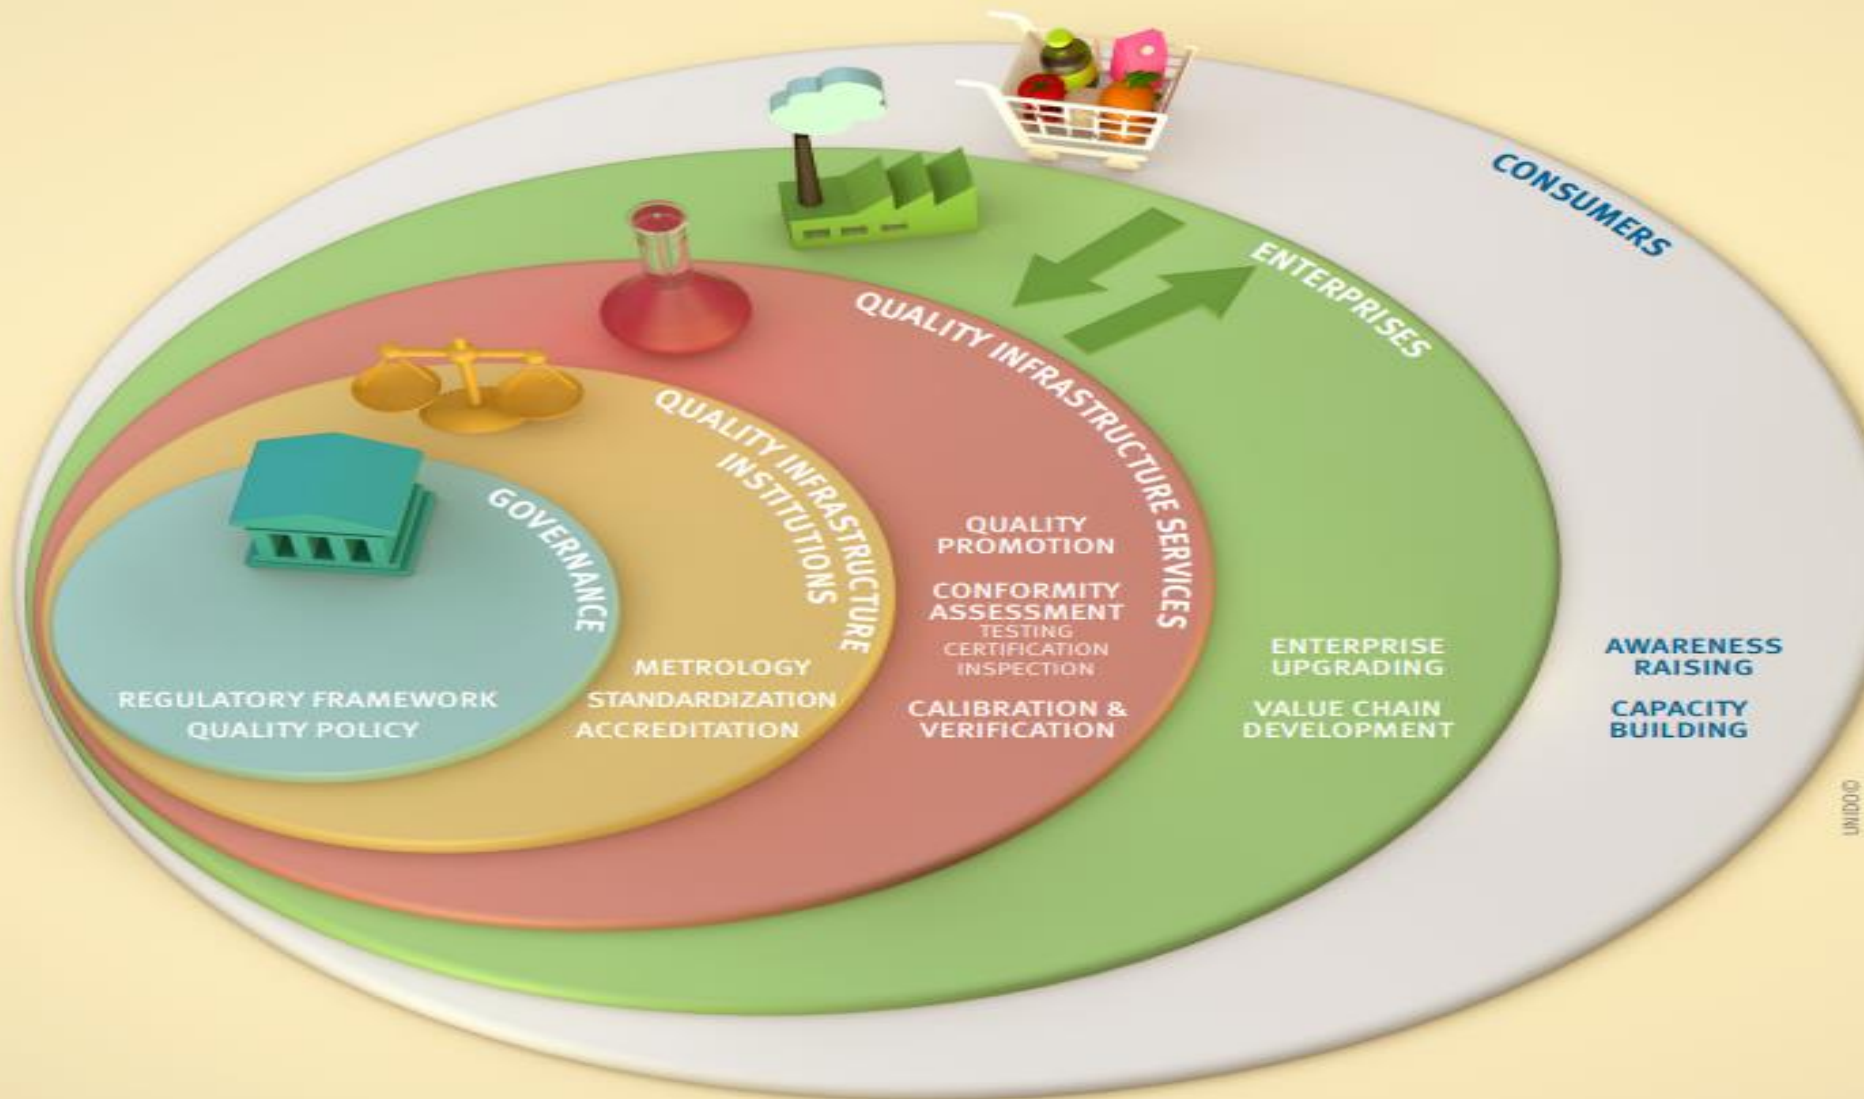 CONSUMERS
ENTERPRISES
QUALITY INFRASTRUCTURE SERVICES
QUALITY INFRASTRUCTURE
INSTITUTIONS
GOVERNANCE
REGULATORY FRAMEWORK
QUALITY POLICY
METROLOGY
STANDARDIZATION
ACCREDITATION
QUALITY
PROMOTION
CONFORMITY
ASSESSMENT
TESTING
CERTIFICATION
INSPECTION
CALIBRATION &
VERIFICATION
ENTERPRISE
UPGRADING
VALUE CHAIN
DEVELOPMENT
AWARENESS
RAISING
CAPACITY
BUILDING
UNIDO©